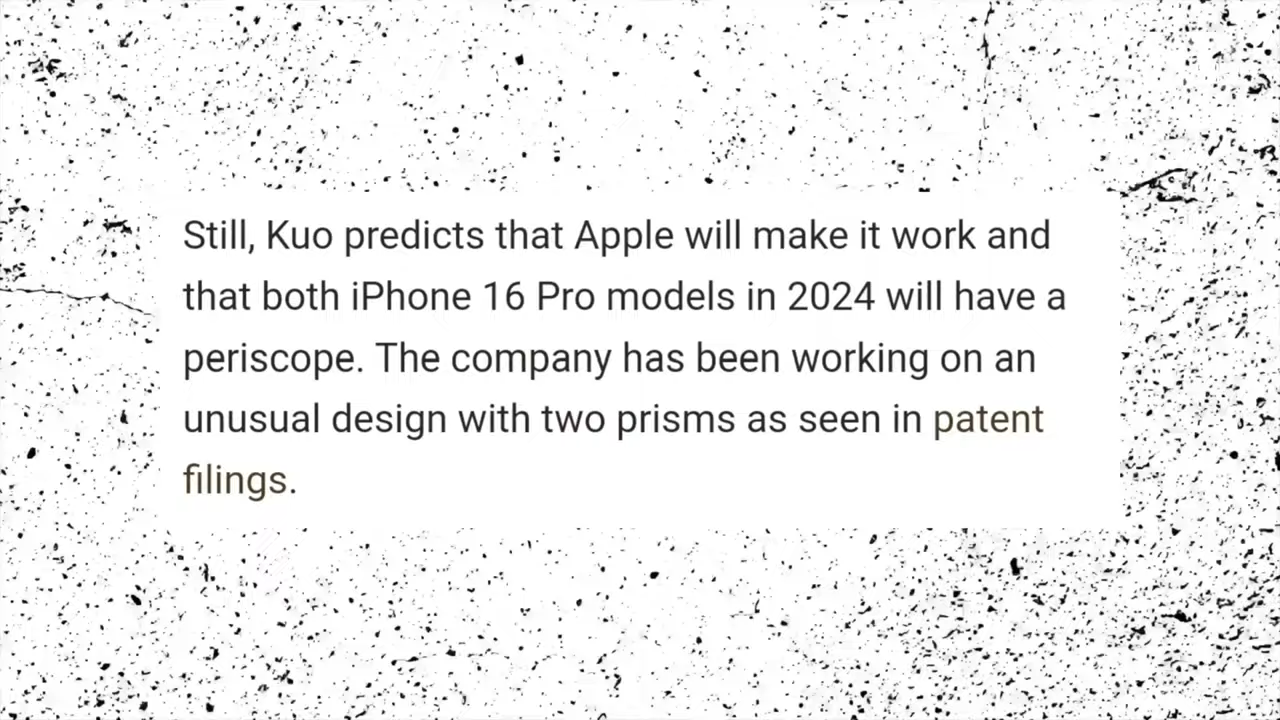 Still, Kuo predicts that Apple will make it work and
that both iPhone 16 Pro models in 2024 will have a
periscope. The company has been working on an
unusual design with two prisms as seen in patent
filings.